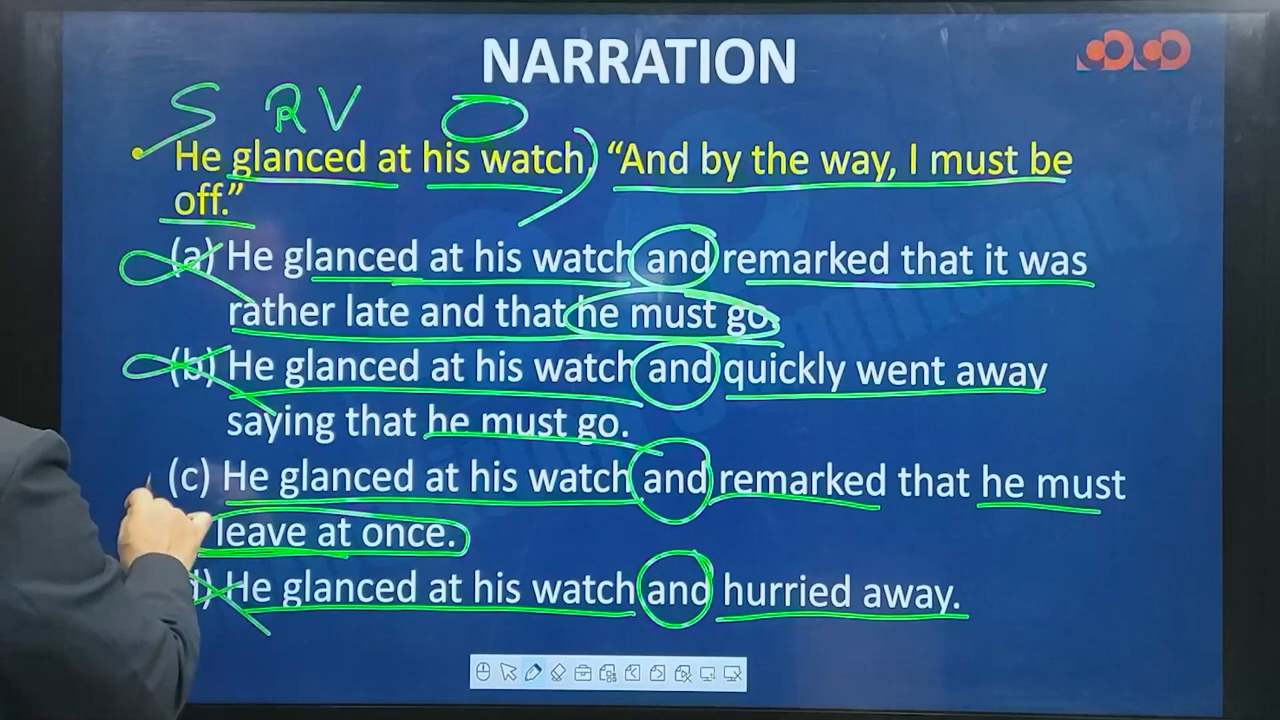 NARRATION
S R V O
• He glanced at his watch, “And by the way, I must be
off.”
(a) He glanced at his watch and remarked that it was
rather late and that he must go.
(b) He glanced at his watch and quickly went away
saying that he must go.
(c) He glanced at his watch and remarked that he must
leave at once.
d) He glanced at his watch and hurried away.